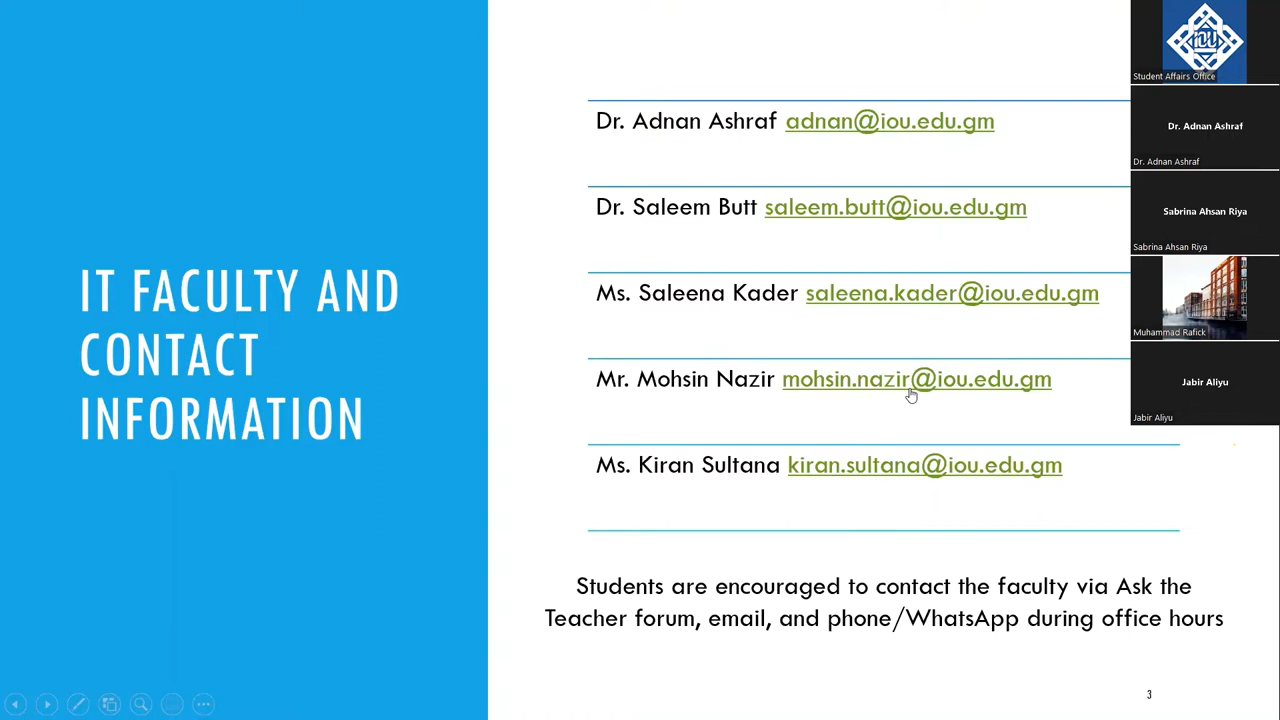 IT FACULTY AND
CONTACT
INFORMATION
Dr. Adnan Ashraf adnan@iou.edu.gm
Dr. Saleem Butt saleem.butt@iou.edu.gm
Ms. Saleena Kader saleena.kader@iou.edu.gm
Mr. Mohsin Nazir mohsin.nazir@iou.edu.gm
Ms. Kiran Sultana kiran.sultana@iou.edu.gm
Students are encouraged to contact the faculty via Ask the
Teacher forum, email, and phone/WhatsApp during office hours
3
IOU
Student Affairs Office
Dr. Adnan Ashraf
Dr. Adnan Ashraf
Sabrina Ahsan Riya
Sabrina Ahsan Riya
Muhammad Rafick
Jabir Aliyu
Jabir Aliyu